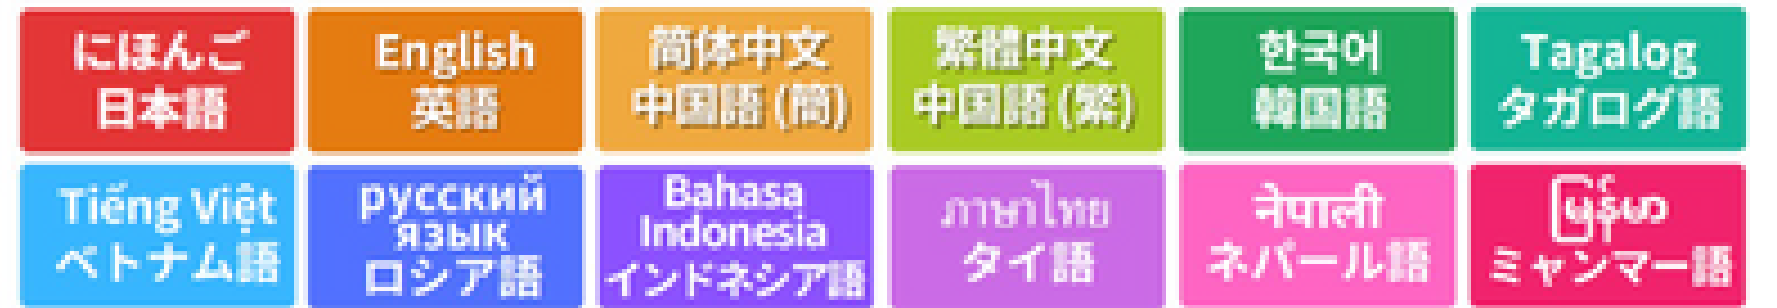 にほんご
日本語
English
英語
简体中文
中国語 (簡)
繁體中文
中国語 (繁)
한국어
韓国語
Tagalog
タガログ語
Tiếng Việt
ベトナム語
русский
язык
ロシア語
Bahasa
Indonesia
インドネシア語
ภาษาไทย
タイ語
नेपाली
ネパール語
မြန်မာ
ミャンマー語